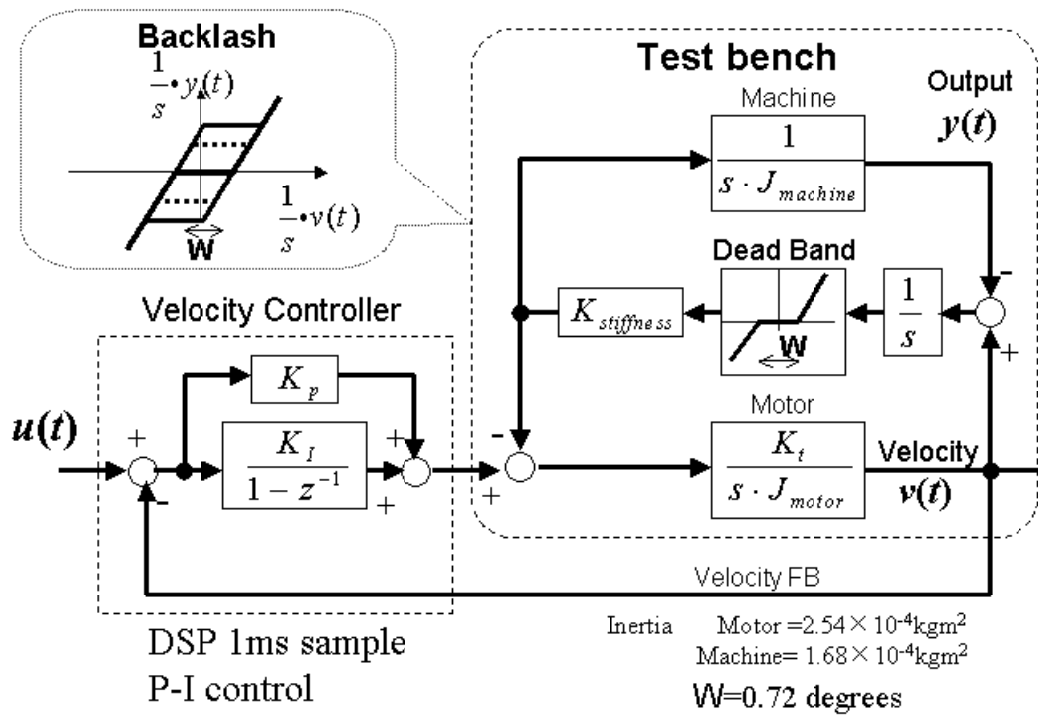 Backlash
1/s • y(t)
1/s • v(t)
W
Test bench
Machine
1 / (s · J_machine)
Output
y(t)
Dead Band
W
K_stiffness
1/s
-
+
Velocity Controller
u(t)
+
-
K_p
K_I / (1 − z^-1)
+
+
-
+
Motor
K_t / (s · J_motor)
Velocity
v(t)
Velocity FB
DSP 1ms sample
P-I control
Inertia Motor =2.54×10^-4kgm^2
Machine= 1.68×10^-4kgm^2
W=0.72 degrees